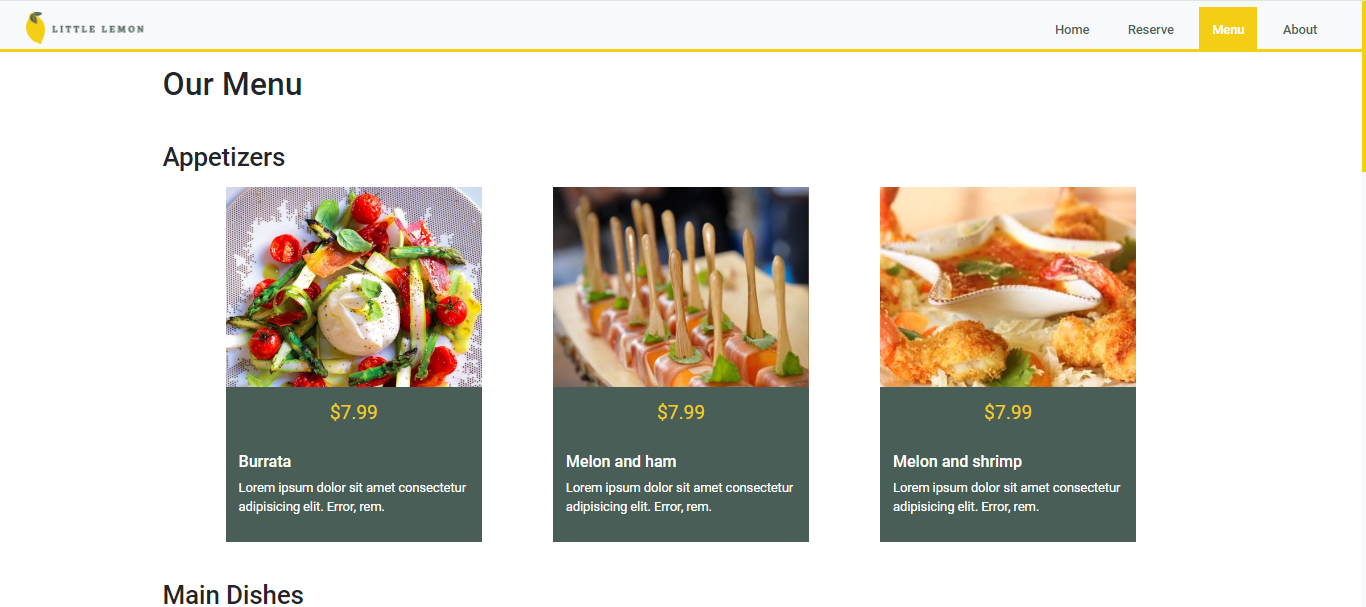 LITTLE LEMON
Home
Reserve
Menu
About
Our Menu
Appetizers
$7.99
Burrata
Lorem ipsum dolor sit amet consectetur
adipisicing elit. Error, rem.
$7.99
Melon and ham
Lorem ipsum dolor sit amet consectetur
adipisicing elit. Error, rem.
$7.99
Melon and shrimp
Lorem ipsum dolor sit amet consectetur
adipisicing elit. Error, rem.
Main Dishes